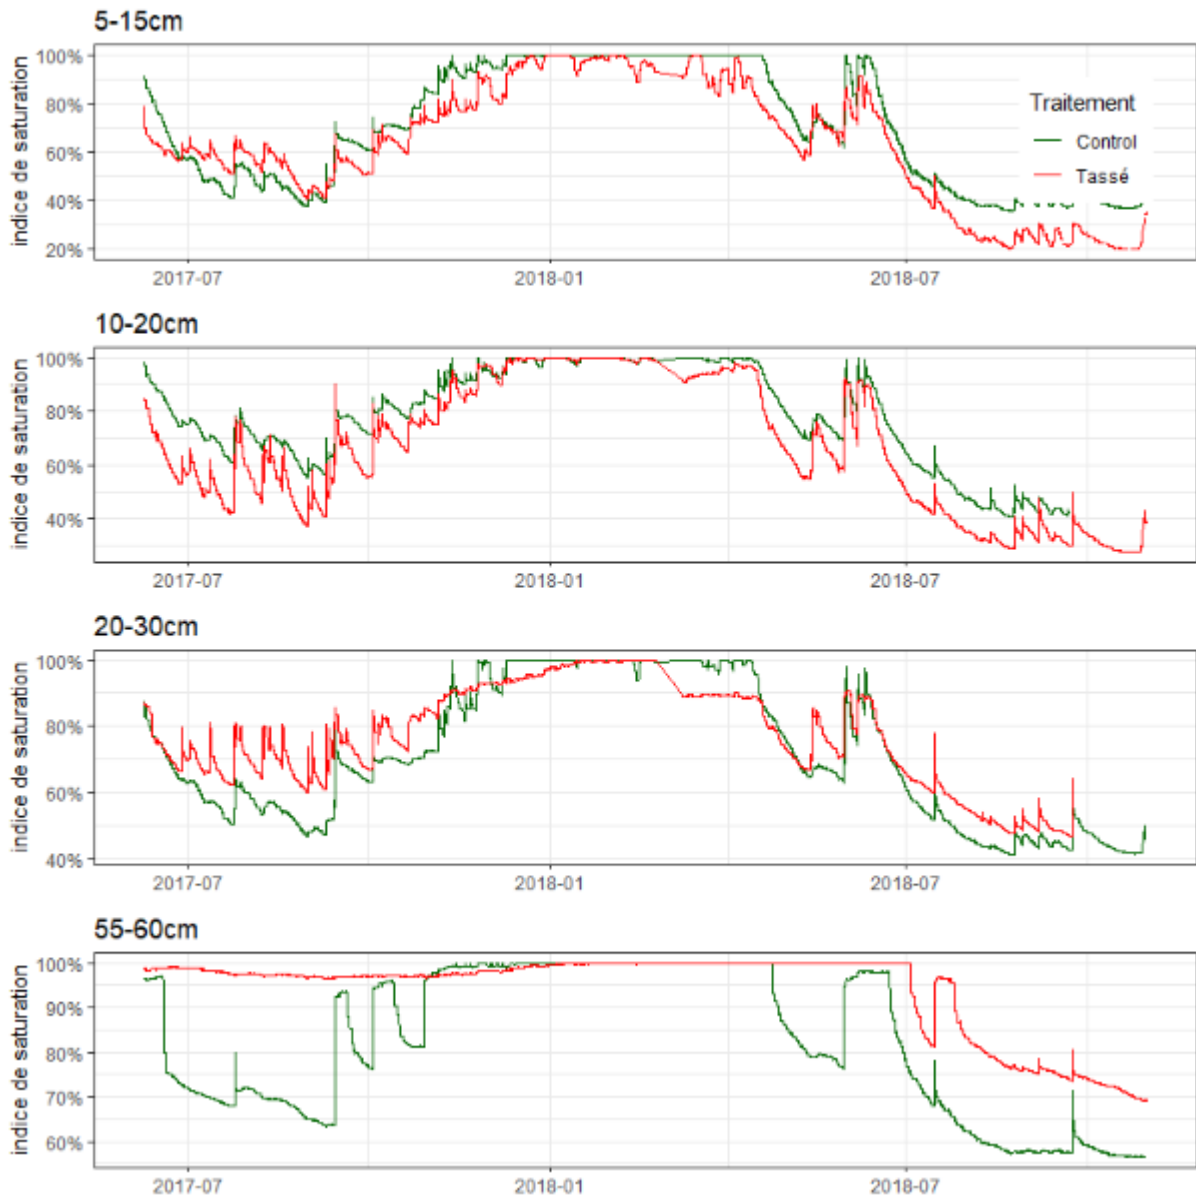 5-15cm
indice de saturation
100%
80%
60%
40%
20%
Traitement
Control
Tassé
2017-07 2018-01 2018-07
10-20cm
indice de saturation
100%
80%
60%
40%
2017-07 2018-01 2018-07
20-30cm
indice de saturation
100%
80%
60%
40%
2017-07 2018-01 2018-07
55-60cm
indice de saturation
100%
90%
80%
70%
60%
2017-07 2018-01 2018-07